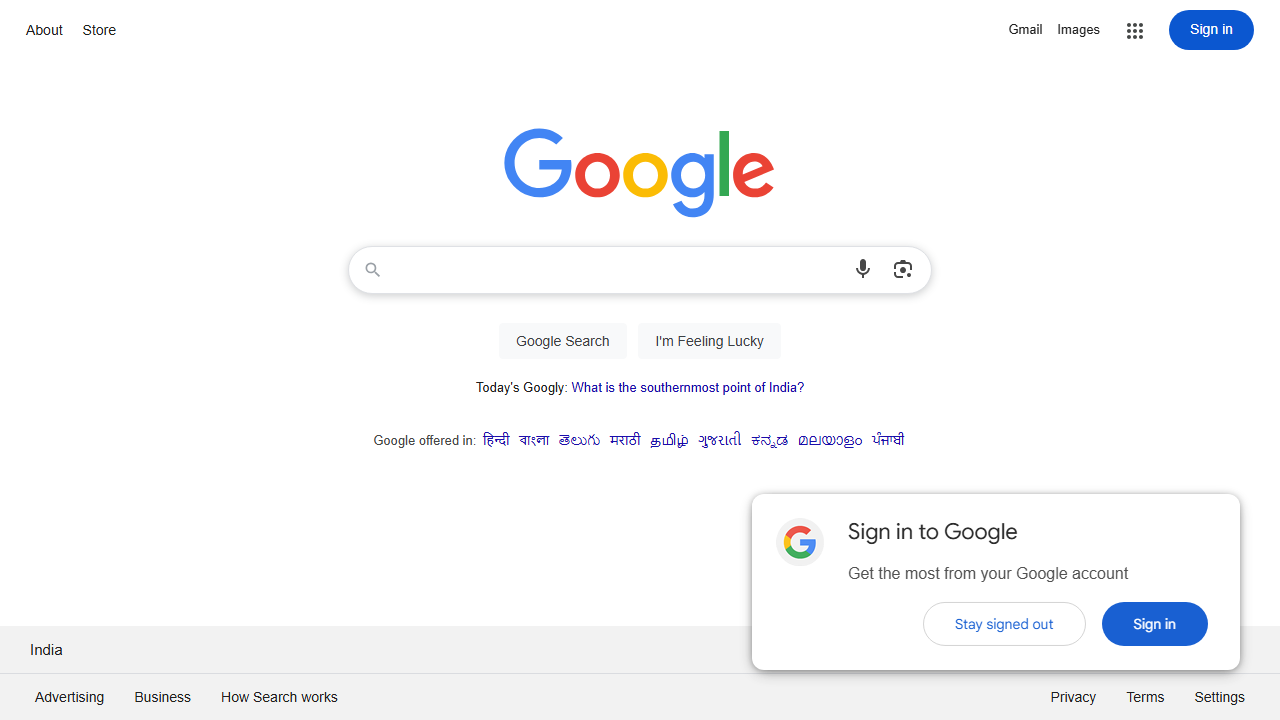 About Store Gmail Images Sign in
Google
Google Search I'm Feeling Lucky
Today's Googly: What is the southernmost point of India?
Google offered in: हिन्दी বাংলা తెలుగు मराठी தமிழ் ગુજરાતી ಕನ್ನಡ മലയാളം ਪੰਜਾਬੀ
Sign in to Google
Get the most from your Google account
Stay signed out Sign in
India
Advertising Business How Search works Privacy Terms Settings